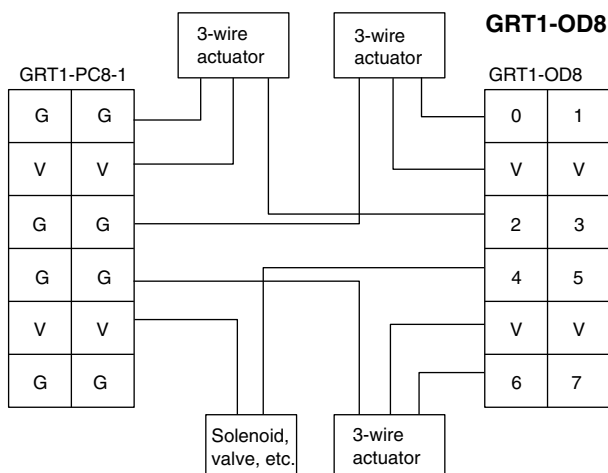 GRT1-OD8
3-wire
actuator
3-wire
actuator
GRT1-PC8-1
GRT1-OD8
G G
V V
G G
G G
V V
G G
0 1
V V
2 3
4 5
V V
6 7
Solenoid,
valve, etc.
3-wire
actuator